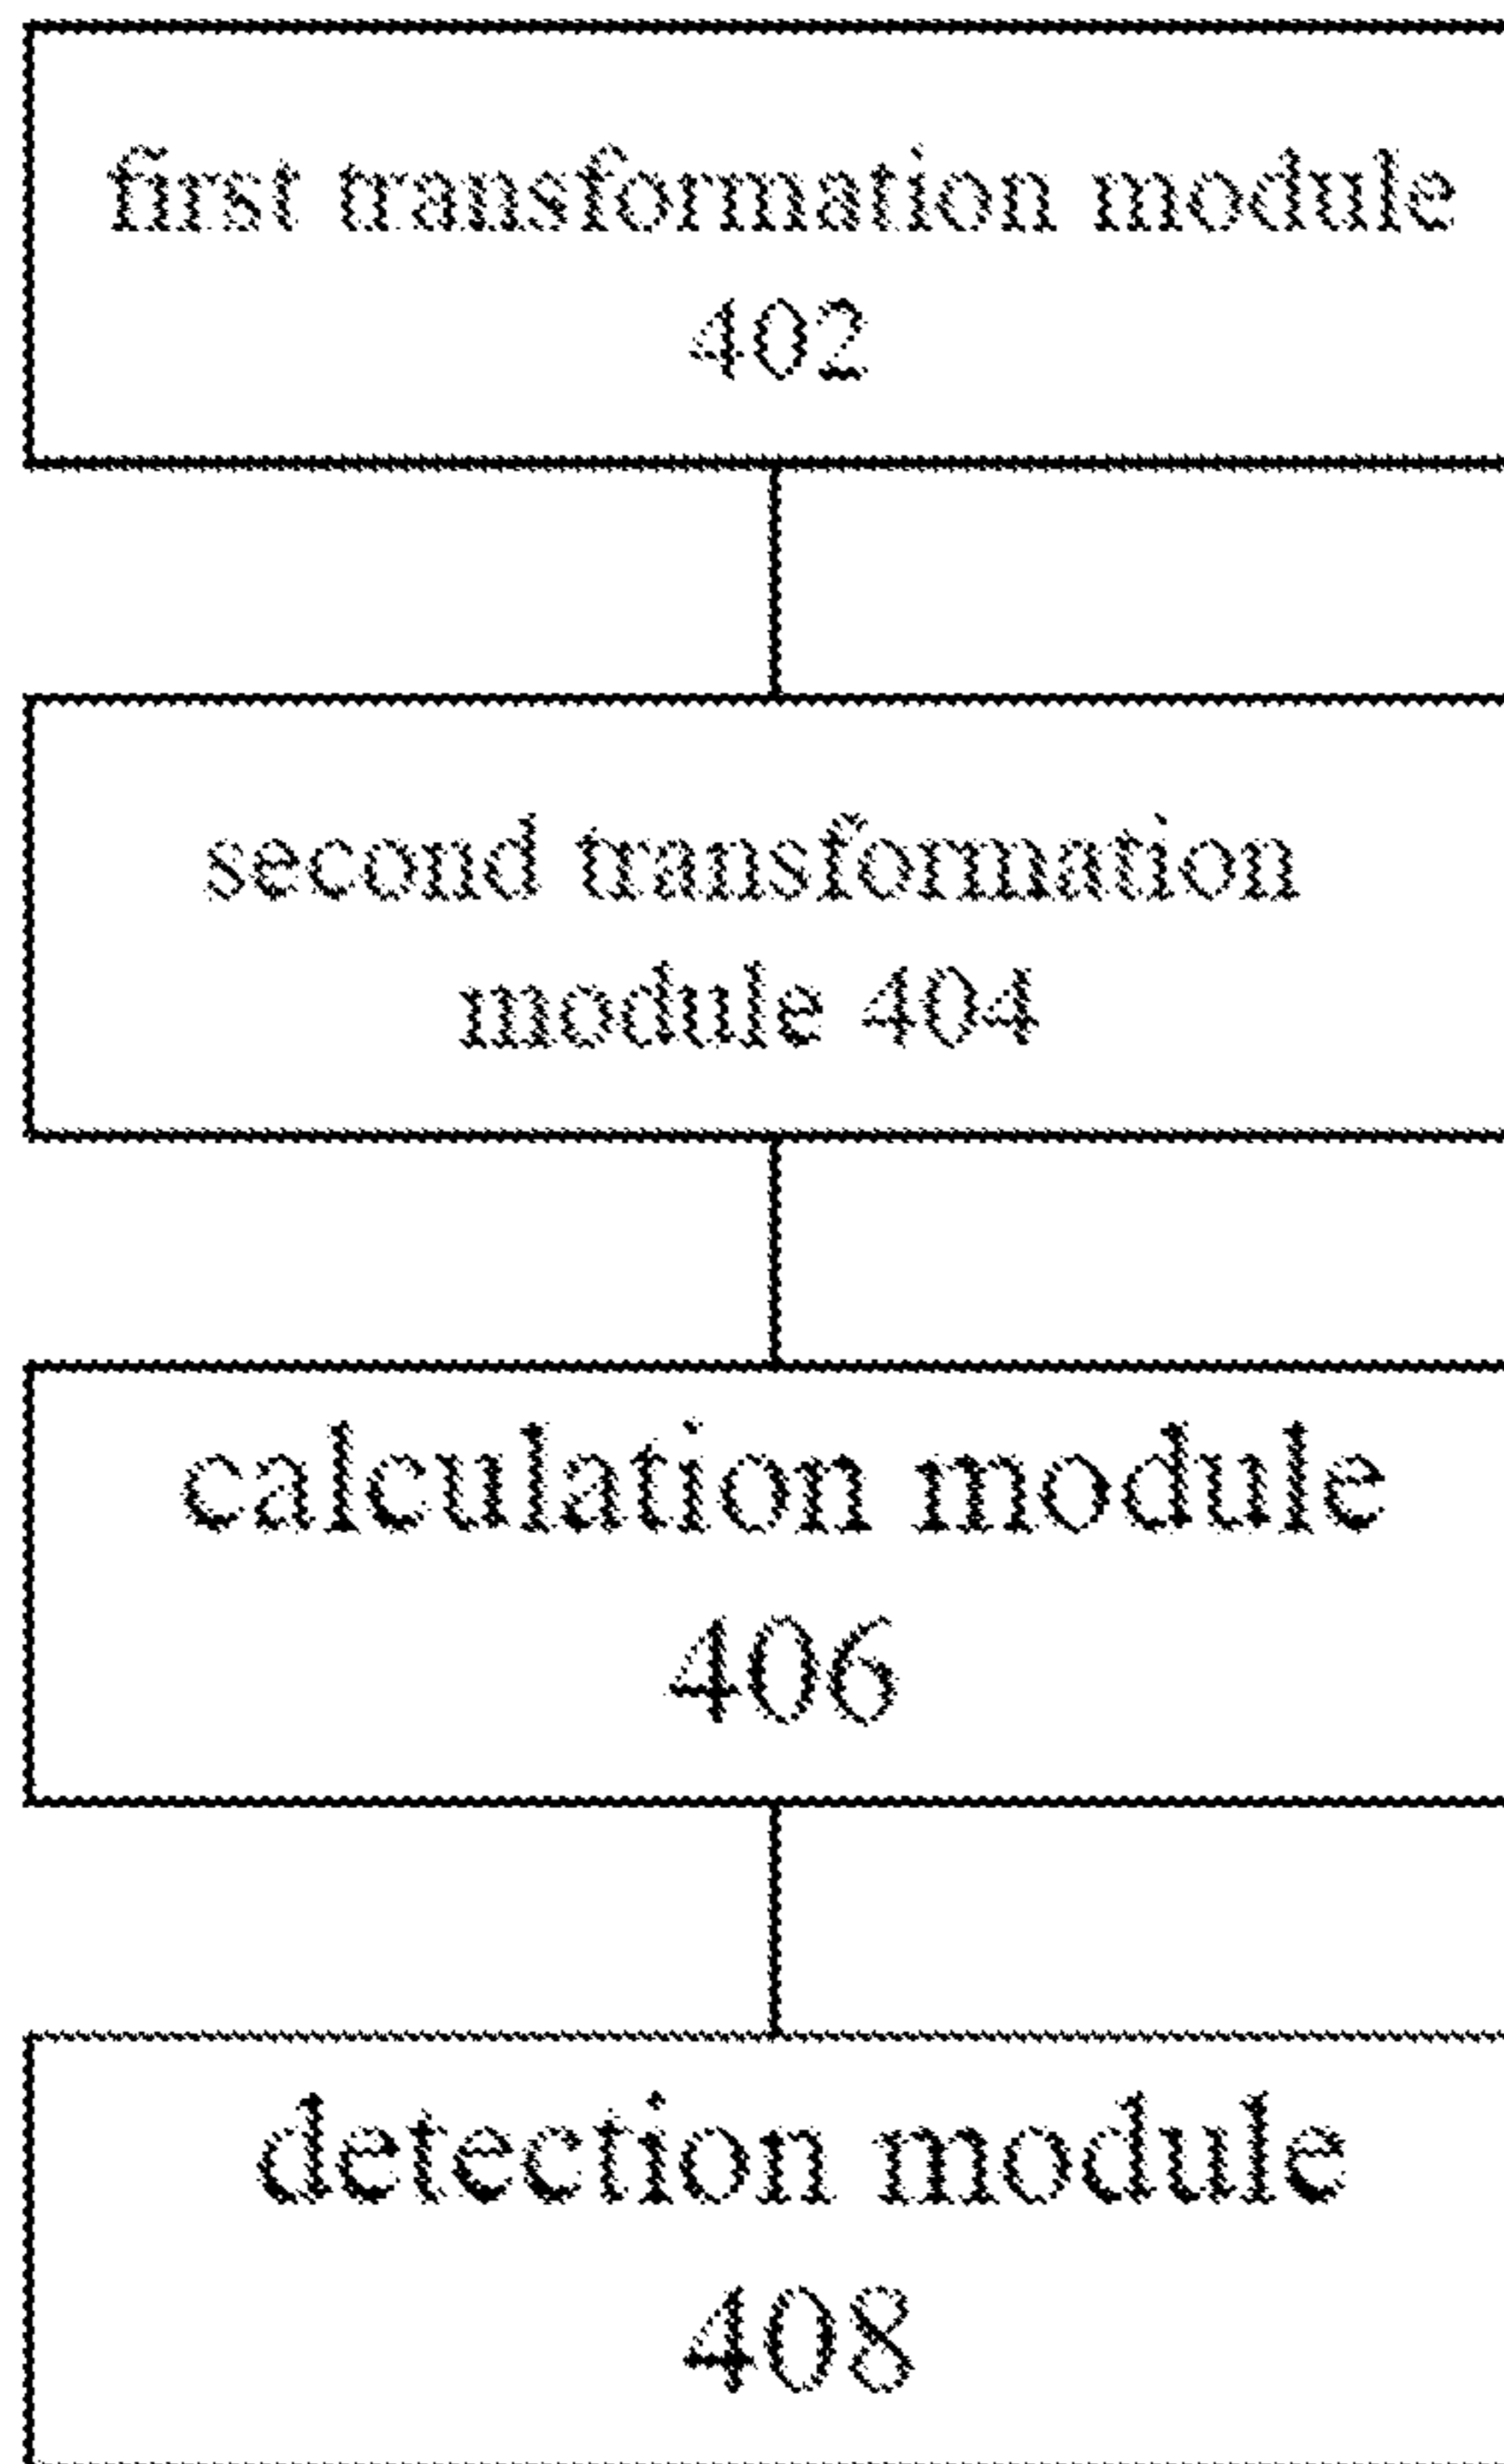 first transformation module
402
second transformation
module 404
calculation module
406
detection module
408